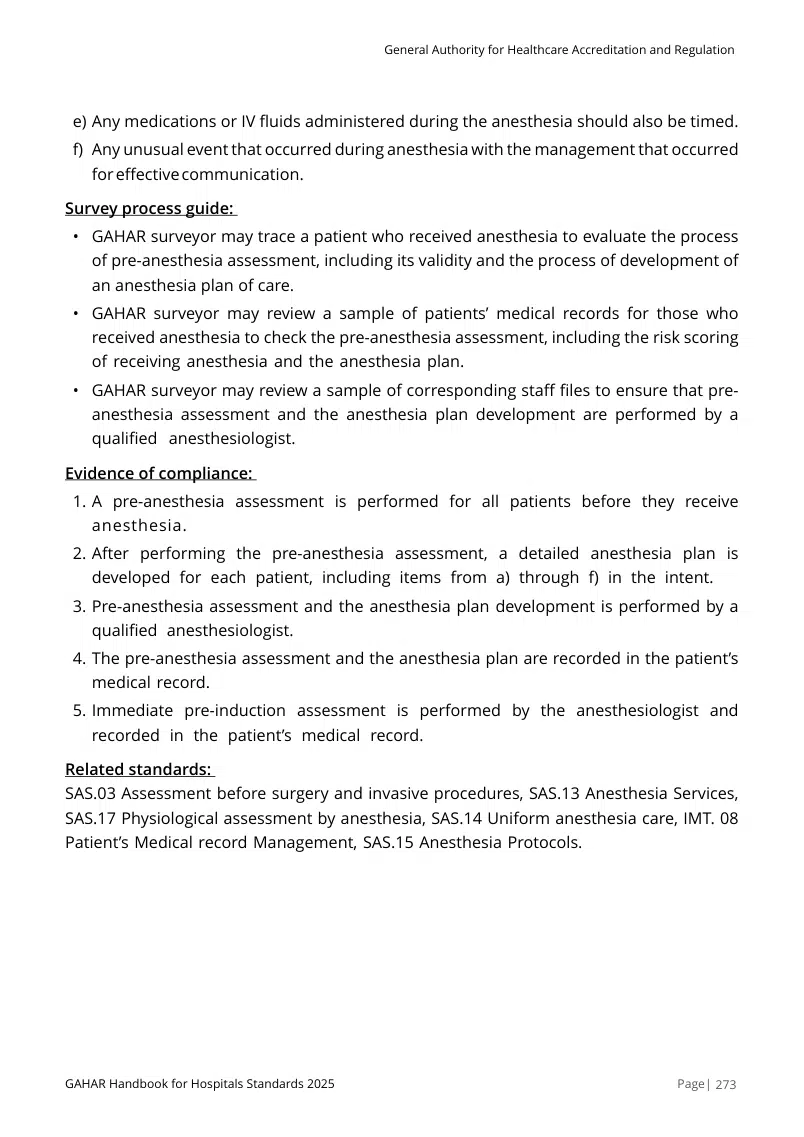 General Authority for Healthcare Accreditation and Regulation
e) Any medications or IV fluids administered during the anesthesia should also be timed.
f) Any unusual event that occurred during anesthesia with the management that occurred
for effective communication.
Survey process guide:
• GAHAR surveyor may trace a patient who received anesthesia to evaluate the process
of pre-anesthesia assessment, including its validity and the process of development of
an anesthesia plan of care.
• GAHAR surveyor may review a sample of patients’ medical records for those who
received anesthesia to check the pre-anesthesia assessment, including the risk scoring
of receiving anesthesia and the anesthesia plan.
• GAHAR surveyor may review a sample of corresponding staff files to ensure that pre-
anesthesia assessment and the anesthesia plan development are performed by a
qualified anesthesiologist.
Evidence of compliance:
1. A pre-anesthesia assessment is performed for all patients before they receive
anesthesia.
2. After performing the pre-anesthesia assessment, a detailed anesthesia plan is
developed for each patient, including items from a) through f) in the intent.
3. Pre-anesthesia assessment and the anesthesia plan development is performed by a
qualified anesthesiologist.
4. The pre-anesthesia assessment and the anesthesia plan are recorded in the patient’s
medical record.
5. Immediate pre-induction assessment is performed by the anesthesiologist and
recorded in the patient’s medical record.
Related standards:
SAS.03 Assessment before surgery and invasive procedures, SAS.13 Anesthesia Services,
SAS.17 Physiological assessment by anesthesia, SAS.14 Uniform anesthesia care, IMT. 08
Patient’s Medical record Management, SAS.15 Anesthesia Protocols.
GAHAR Handbook for Hospitals Standards 2025
Page| 273